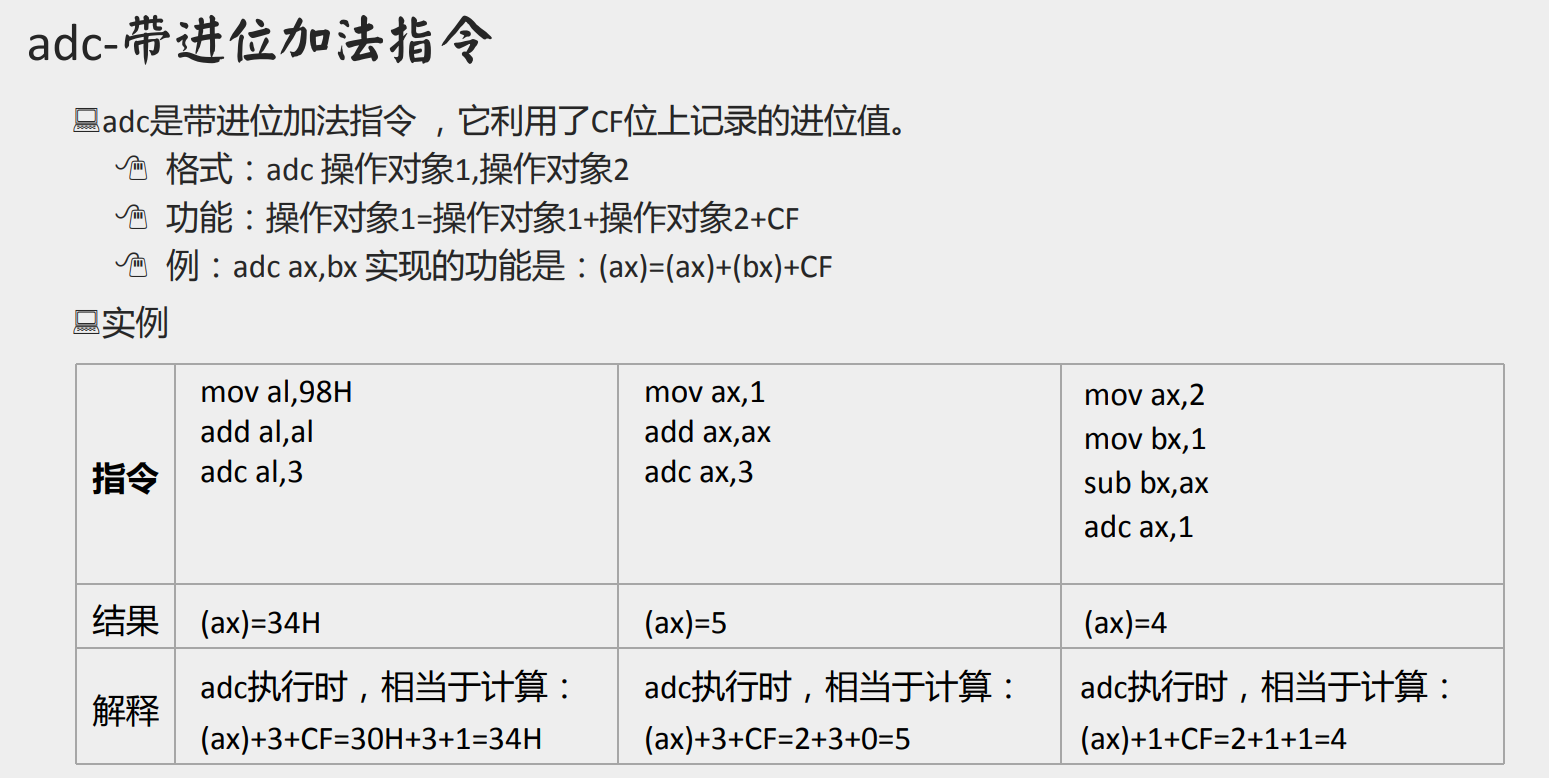 adc-带进位加法指令
adc是带进位加法指令 ，它利用了CF位上记录的进位值。
格式：adc 操作对象1,操作对象2
功能：操作对象1=操作对象1+操作对象2+CF
例：adc ax,bx 实现的功能是：(ax)=(ax)+(bx)+CF
实例
指令
mov al,98H
add al,al
adc al,3
mov ax,1
add ax,ax
adc ax,3
mov ax,2
mov bx,1
sub bx,ax
adc ax,1
结果
(ax)=34H
(ax)=5
(ax)=4
解释
adc执行时，相当于计算：
(ax)+3+CF=30H+3+1=34H
adc执行时，相当于计算：
(ax)+3+CF=2+3+0=5
adc执行时，相当于计算：
(ax)+1+CF=2+1+1=4